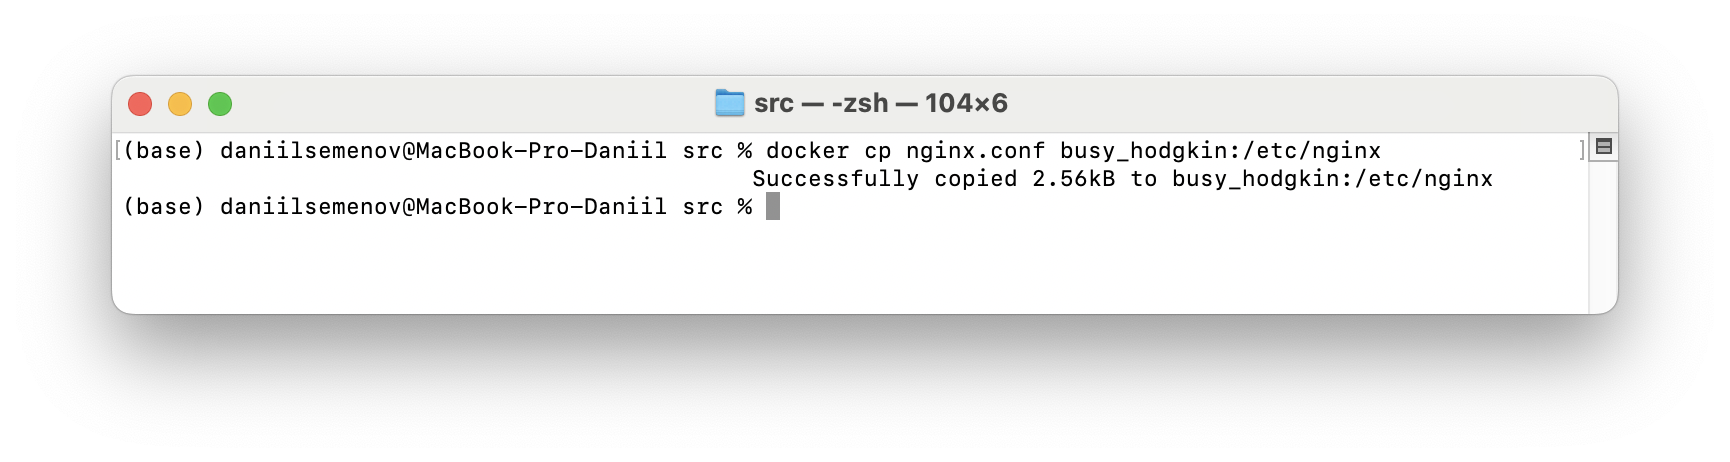 src — -zsh — 104×6
[(base) daniilsemenov@MacBook-Pro-Daniil src % docker cp nginx.conf busy_hodgkin:/etc/nginx ]
Successfully copied 2.56kB to busy_hodgkin:/etc/nginx
(base) daniilsemenov@MacBook-Pro-Daniil src %